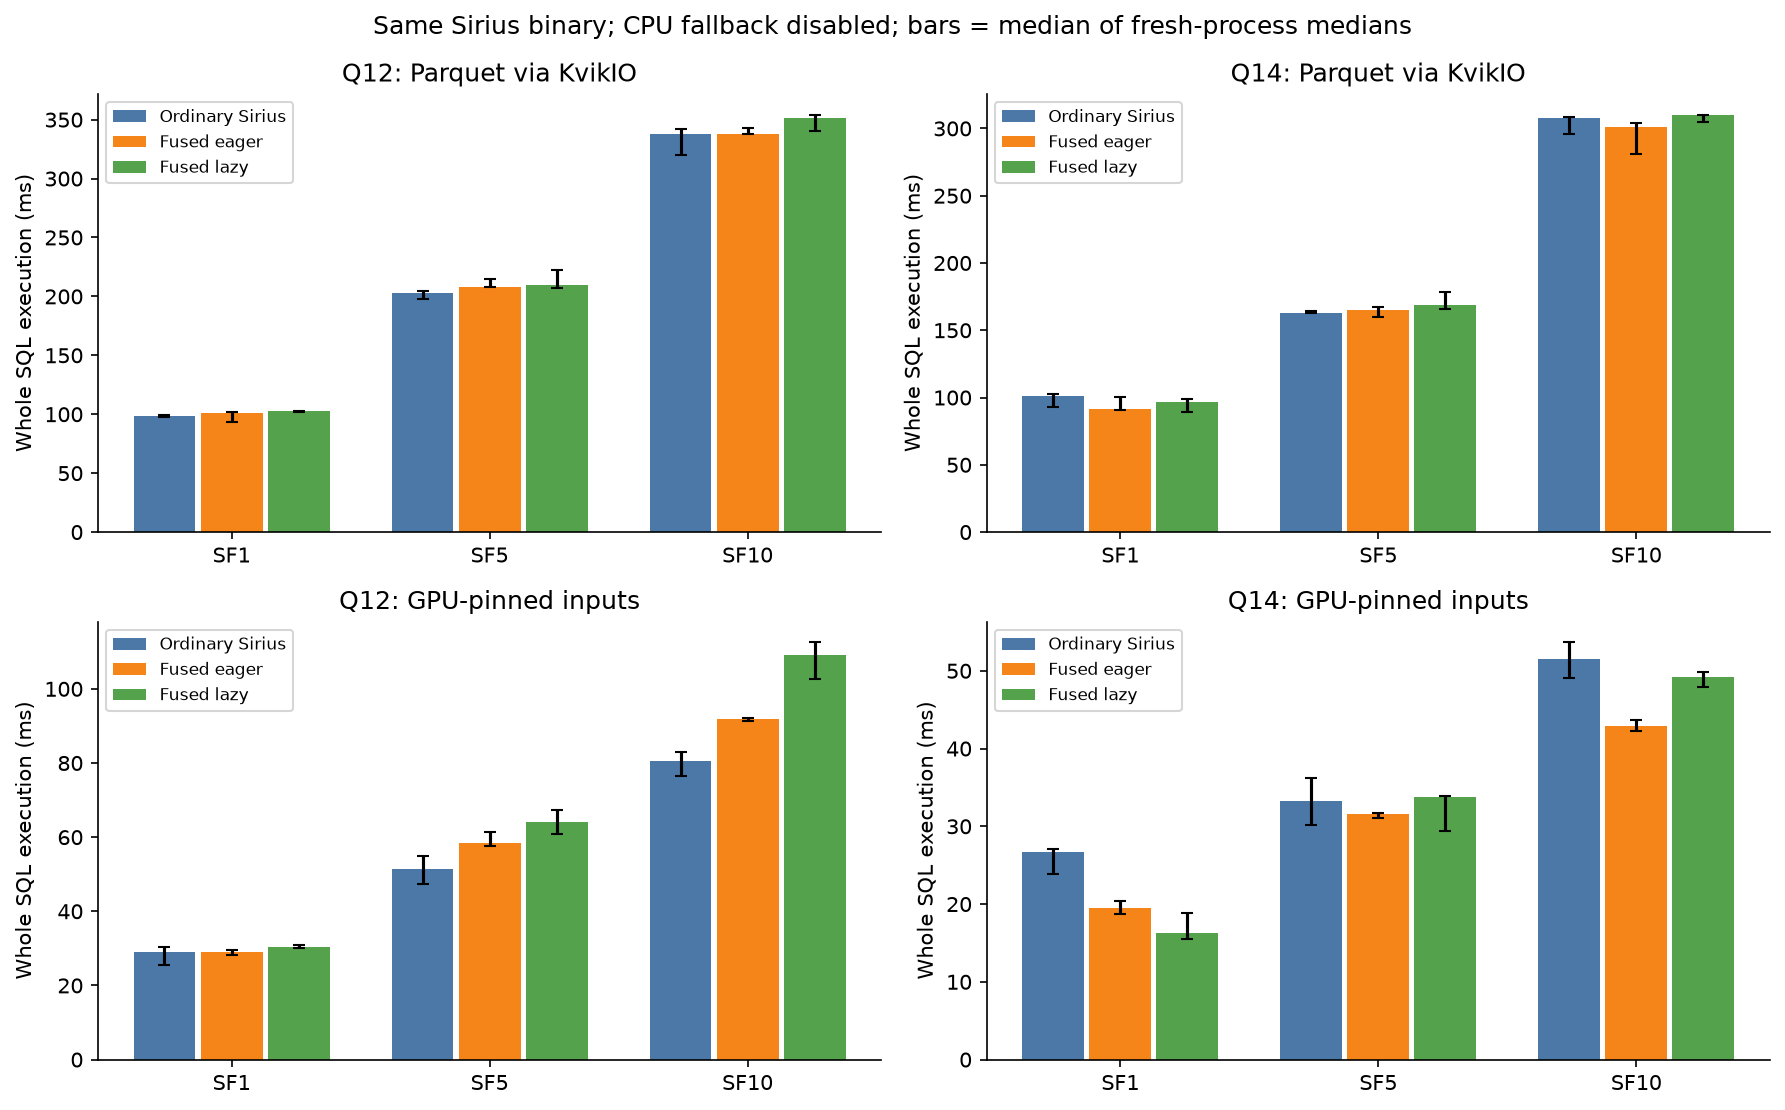 Same Sirius binary; CPU fallback disabled; bars = median of fresh-process medians
Q12: Parquet via KvikIO
Whole SQL execution (ms)
350
300
250
200
150
100
50
0
Ordinary Sirius
Fused eager
Fused lazy
SF1
SF5
SF10
Q14: Parquet via KvikIO
Whole SQL execution (ms)
300
250
200
150
100
50
0
Ordinary Sirius
Fused eager
Fused lazy
SF1
SF5
SF10
Q12: GPU-pinned inputs
Whole SQL execution (ms)
100
80
60
40
20
0
Ordinary Sirius
Fused eager
Fused lazy
SF1
SF5
SF10
Q14: GPU-pinned inputs
Whole SQL execution (ms)
50
40
30
20
10
0
Ordinary Sirius
Fused eager
Fused lazy
SF1
SF5
SF10